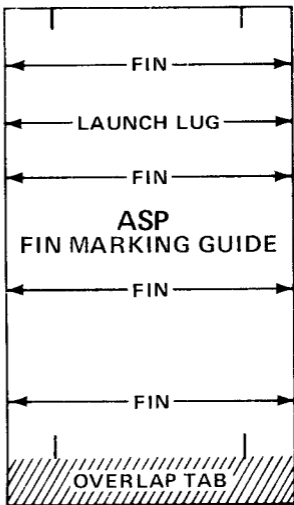 FIN
LAUNCH LUG
FIN
ASP
FIN MARKING GUIDE
FIN
FIN
OVERLAP TAB